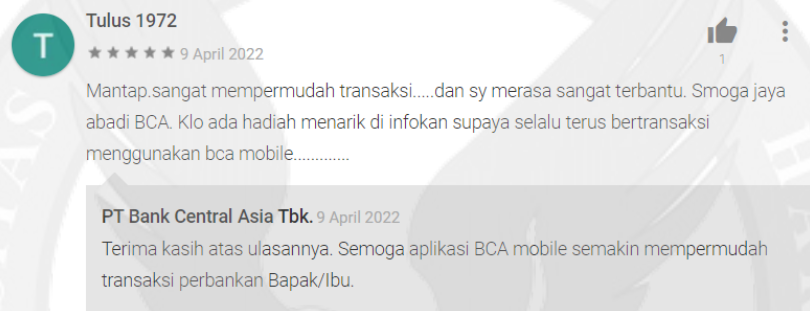 Tulus 1972
9 April 2022
1
Mantap.sangat mempermudah transaksi.....dan sy merasa sangat terbantu. Smoga jaya
abadi BCA. Klo ada hadiah menarik di infokan supaya selalu terus bertransaksi
menggunakan bca mobile.............
PT Bank Central Asia Tbk. 9 April 2022
Terima kasih atas ulasannya. Semoga aplikasi BCA mobile semakin mempermudah
transaksi perbankan Bapak/Ibu.